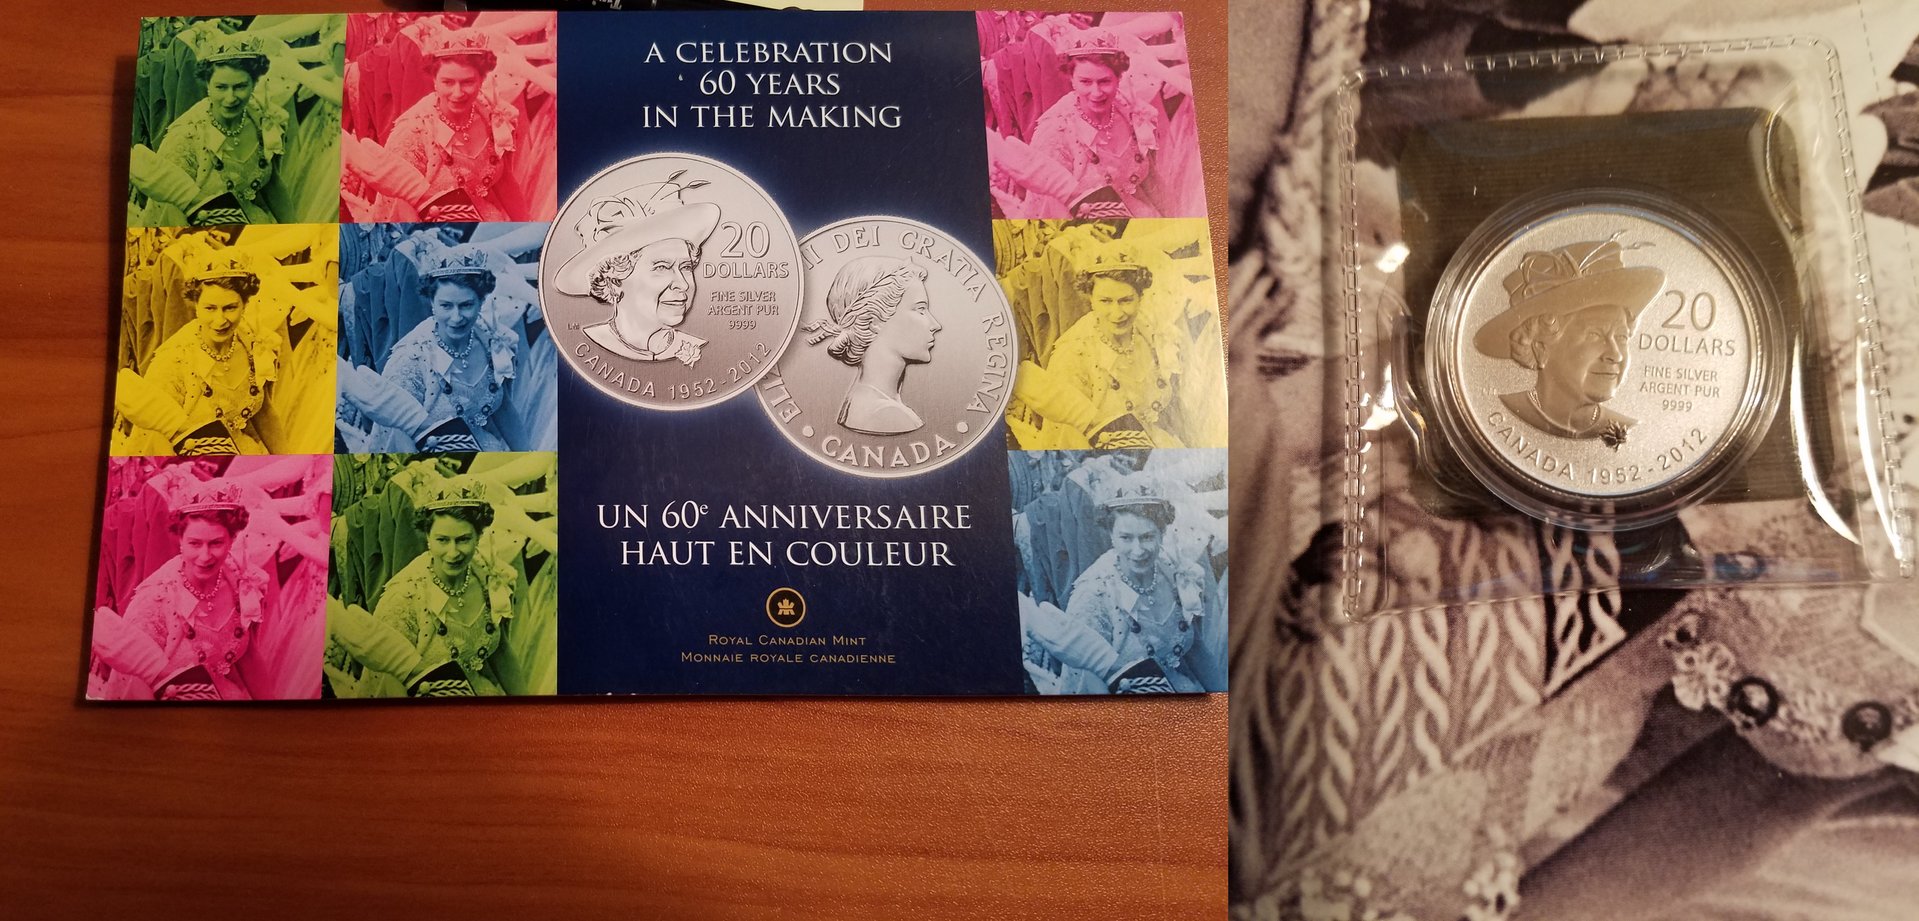 A CELEBRATION
60 YEARS
IN THE MAKING
20
DOLLARS
FINE SILVER
ARGENT PUR
9999
CANADA 1952-2012
II DEI GRATIA REGINA
ELI
• CANADA •
UN 60e ANNIVERSAIRE
HAUT EN COULEUR
ROYAL CANADIAN MINT
MONNAIE ROYALE CANADIENNE
20
DOLLARS
FINE SILVER
ARGENT PUR
9999
CANADA 1952-2012